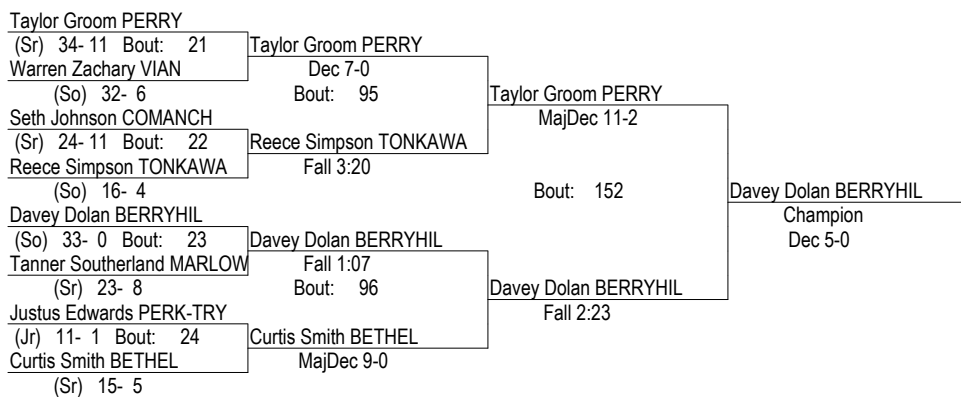 Taylor Groom PERRY
(Sr) 34- 11 Bout: 21
Warren Zachary VIAN
(So) 32- 6
Seth Johnson COMANCH
(Sr) 24- 11 Bout: 22
Reece Simpson TONKAWA
(So) 16- 4
Davey Dolan BERRYHIL
(So) 33- 0 Bout: 23
Tanner Southerland MARLOW
(Sr) 23- 8
Justus Edwards PERK-TRY
(Jr) 11- 1 Bout: 24
Curtis Smith BETHEL
(Sr) 15- 5
Taylor Groom PERRY
Dec 7-0
Bout: 95
Reece Simpson TONKAWA
Fall 3:20
Davey Dolan BERRYHIL
Fall 1:07
Bout: 96
Curtis Smith BETHEL
MajDec 9-0
Taylor Groom PERRY
MajDec 11-2
Bout: 152
Davey Dolan BERRYHIL
Fall 2:23
Davey Dolan BERRYHIL
Champion
Dec 5-0